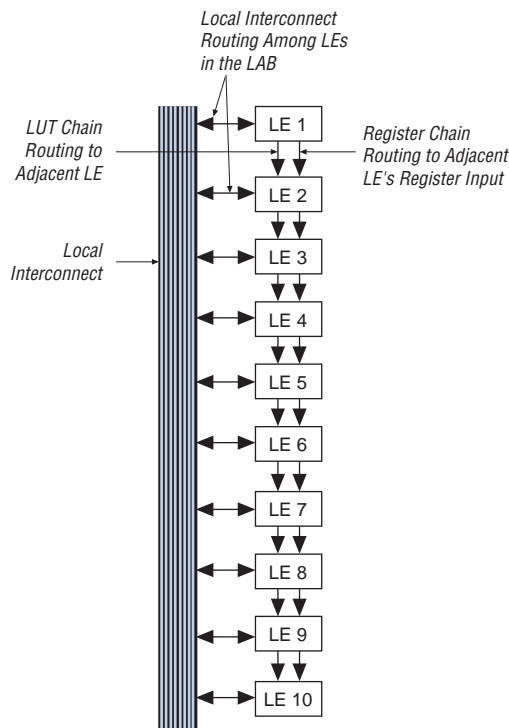 Local Interconnect
Routing Among LEs
in the LAB
LUT Chain
Routing to
Adjacent LE
Register Chain
Routing to Adjacent
LE's Register Input
Local
Interconnect
LE 1
LE 2
LE 3
LE 4
LE 5
LE 6
LE 7
LE 8
LE 9
LE 10